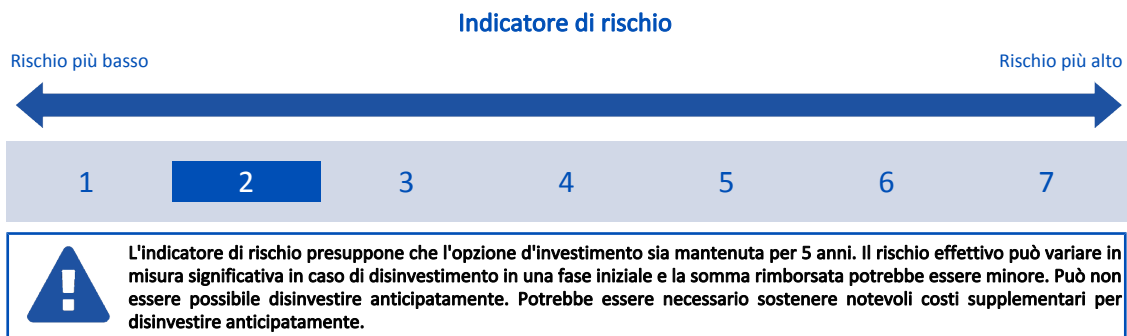 Indicatore di rischio
Rischio più basso
Rischio più alto
1 2 3 4 5 6 7
L'indicatore di rischio presuppone che l'opzione d'investimento sia mantenuta per 5 anni. Il rischio effettivo può variare in
misura significativa in caso di disinvestimento in una fase iniziale e la somma rimborsata potrebbe essere minore. Può non
essere possibile disinvestire anticipatamente. Potrebbe essere necessario sostenere notevoli costi supplementari per
disinvestire anticipatamente.